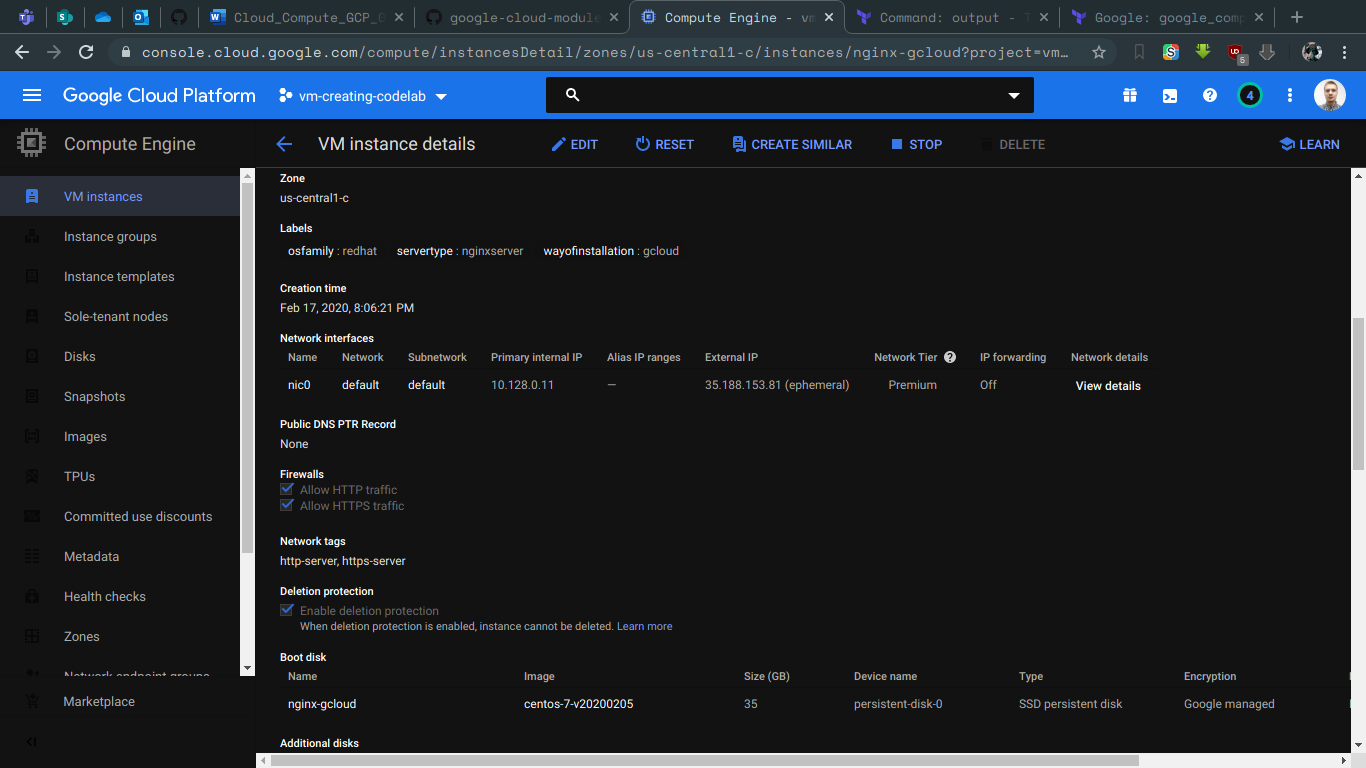 Cloud_Compute_GCP_
google-cloud-module
Compute Engine - vm
Command: output - T
Google: google_comp
console.cloud.google.com/compute/instancesDetail/zones/us-central1-c/instances/nginx-gcloud?project=vm…
5
Google Cloud Platform
vm-creating-codelab
4
Compute Engine
VM instance details
EDIT
RESET
CREATE SIMILAR
STOP
DELETE
LEARN
VM instances
Instance groups
Instance templates
Sole-tenant nodes
Disks
Snapshots
Images
TPUs
Committed use discounts
Metadata
Health checks
Zones
Network endpoint groups
Marketplace
Zone
us-central1-c
Labels
osfamily : redhat servertype : nginxserver wayofinstallation : gcloud
Creation time
Feb 17, 2020, 8:06:21 PM
Network interfaces
Name Network Subnetwork Primary internal IP Alias IP ranges External IP Network Tier IP forwarding Network details
nic0 default default 10.128.0.11 — 35.188.153.81 (ephemeral) Premium Off View details
Public DNS PTR Record
None
Firewalls
Allow HTTP traffic
Allow HTTPS traffic
Network tags
http-server, https-server
Deletion protection
Enable deletion protection
When deletion protection is enabled, instance cannot be deleted. Learn more
Boot disk
Name Image Size (GB) Device name Type Encryption
nginx-gcloud centos-7-v20200205 35 persistent-disk-0 SSD persistent disk Google managed
Additional disks